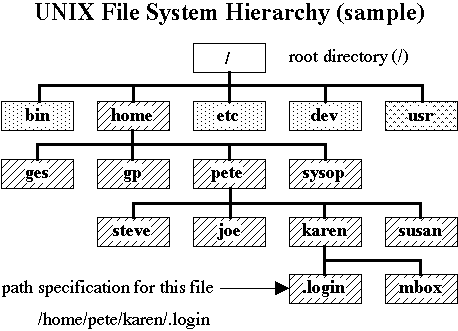 UNIX File System Hierarchy (sample)
/ root directory (/)
bin home etc dev usr
ges gp pete sysop
steve joe karen susan
path specification for this file .login mbox
/home/pete/karen/.login